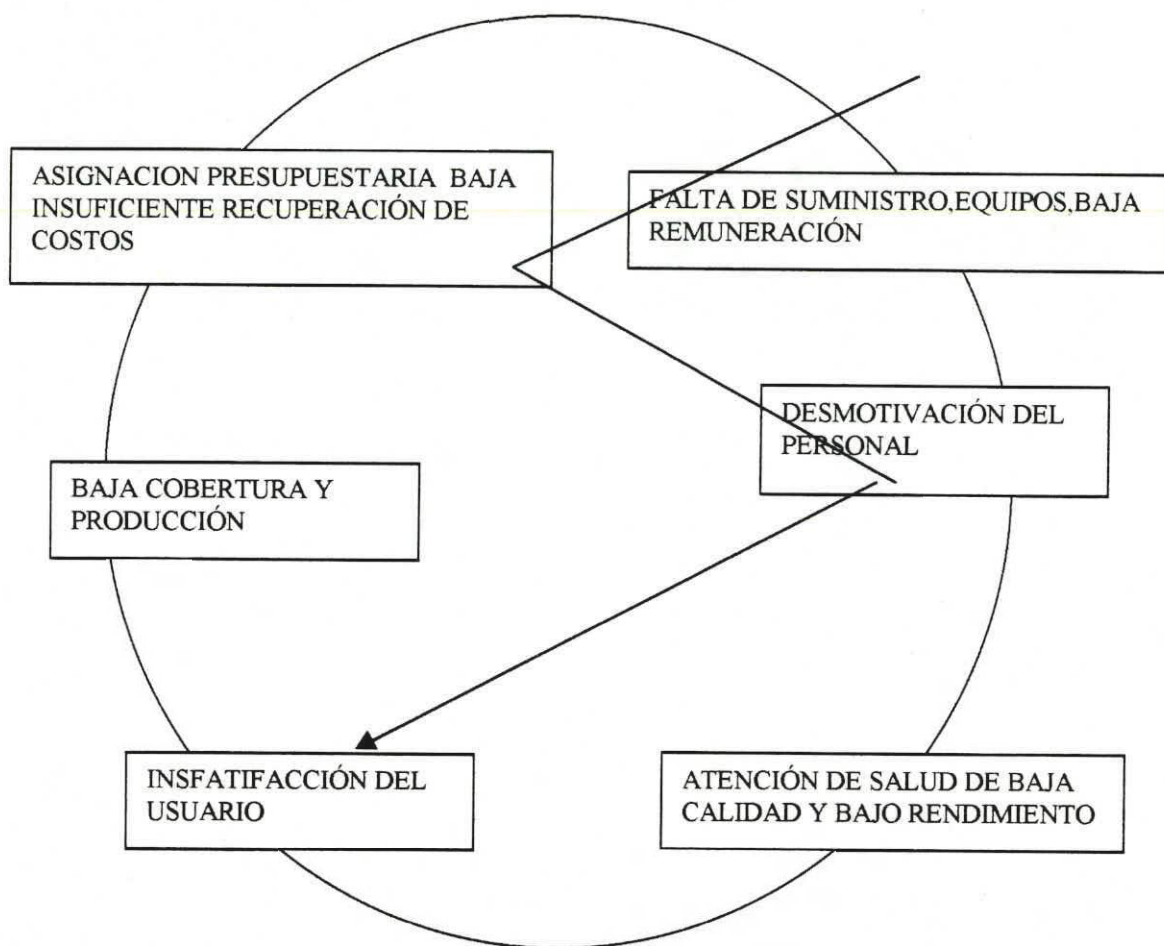 ASIGNACION PRESUPUESTARIA BAJA
INSUFICIENTE RECUPERACIÓN DE
COSTOS
FALTA DE SUMINISTRO,EQUIPOS,BAJA
REMUNERACIÓN
DESMOTIVACIÓN DEL
PERSONAL
BAJA COBERTURA Y
PRODUCCIÓN
INSFATIFACCIÓN DEL
USUARIO
ATENCIÓN DE SALUD DE BAJA
CALIDAD Y BAJO RENDIMIENTO